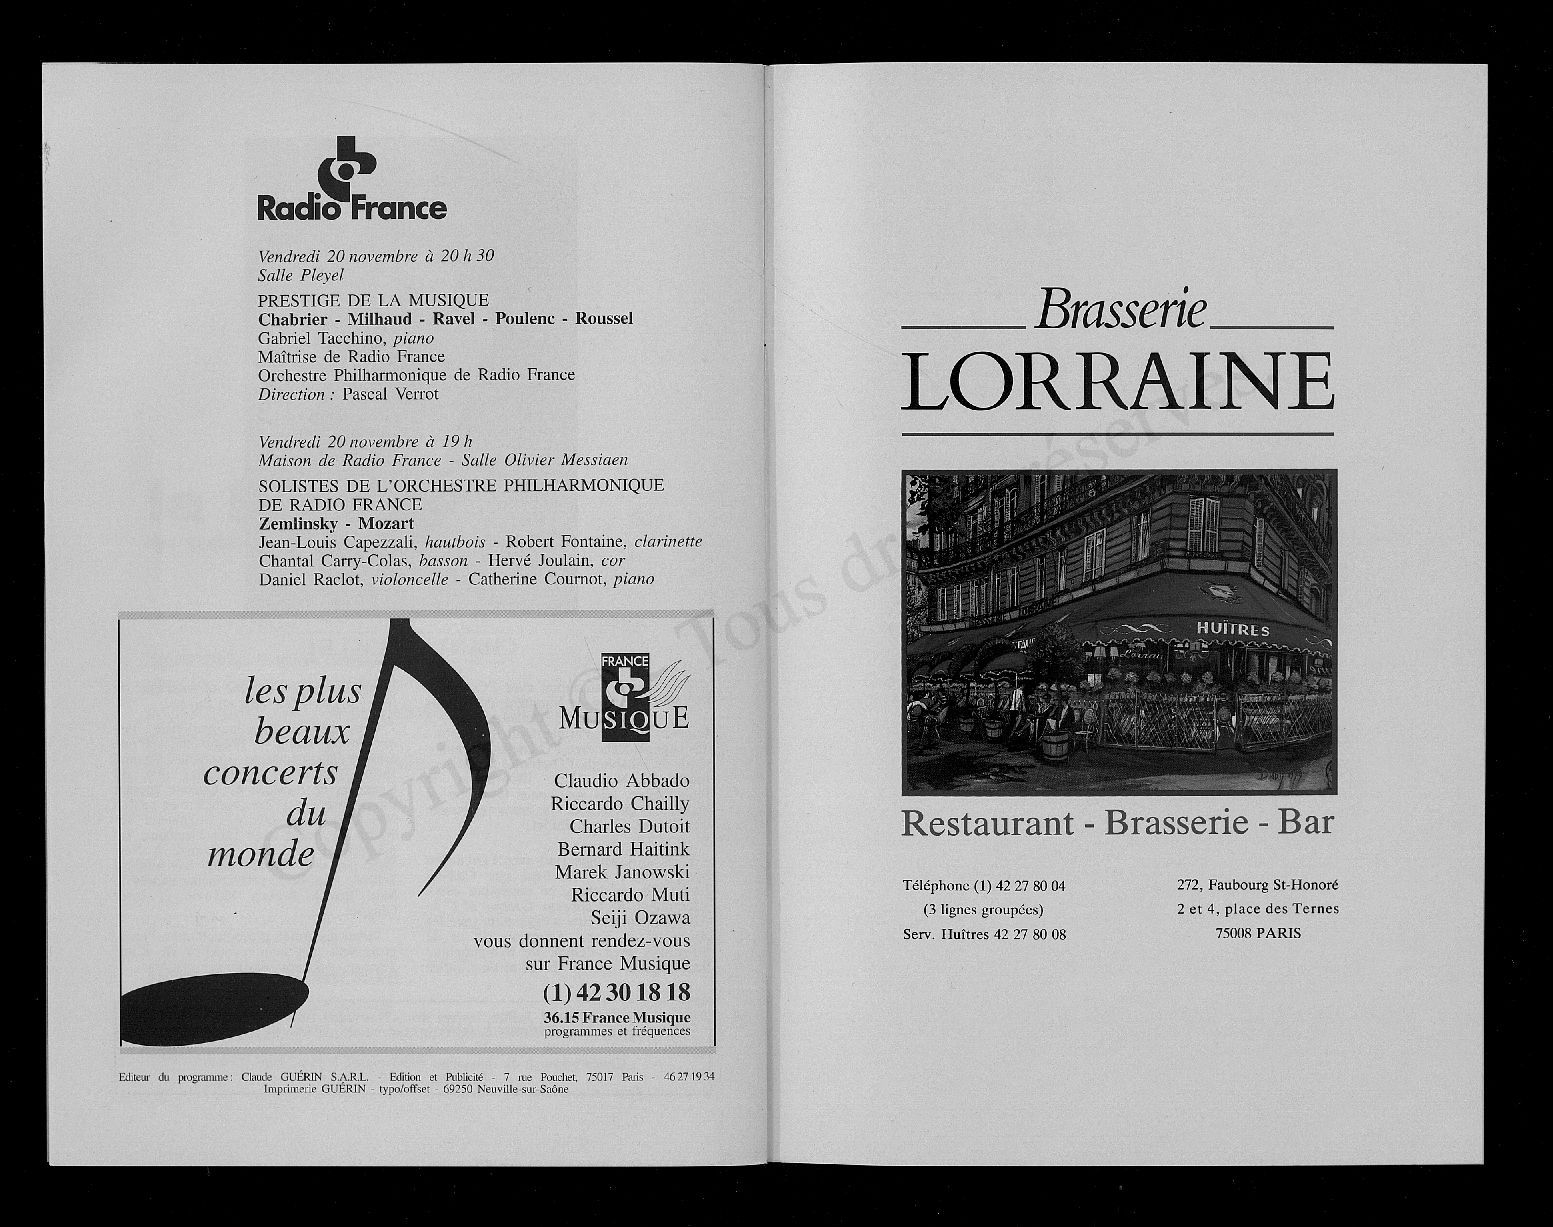 Radio France
Vendredi 20 novembre à 20 h 30
Salle Pleyel
PRESTIGE DE LA MUSIQUE
Chabrier - Milhaud - Ravel - Poulenc - Roussel
Gabriel Tacchino, piano
Maîtrise de Radio France
Orchestre Philharmonique de Radio France
Direction : Pascal Verrot
Vendredi 20 novembre à 19 h
Maison de Radio France - Salle Olivier Messiaen
SOLISTES DE L'ORCHESTRE PHILHARMONIQUE
DE RADIO FRANCE
Zemlinsky - Mozart
Jean-Louis Capezzali, hautbois - Robert Fontaine, clarinette
Chantal Carry-Colas, basson - Hervé Joulain, cor
Daniel Raclot, violoncelle - Catherine Cournot, piano
les plus
beaux
concerts
du
monde
FRANCE
MUSIQUE
Claudio Abbado
Riccardo Chailly
Charles Dutoit
Bernard Haitink
Marek Janowski
Riccardo Muti
Seiji Ozawa
vous donnent rendez-vous
sur France Musique
(1) 42 30 18 18
36.15 France Musique
programmes et fréquences
Editeur du programme : Claude GUÉRIN S.A.R.L. - Edition et Publicité - 7 rue Pouchet, 75017 Paris - 46 27 19 34
Imprimerie GUÉRIN - typo/offset - 69250 Neuville-sur-Saône
Brasserie
LORRAINE
HUÎTRES
Lorraine
Restaurant - Brasserie - Bar
Téléphone (1) 42 27 80 04
(3 lignes groupées)
Serv. Huîtres 42 27 80 08
272, Faubourg St-Honoré
2 et 4, place des Ternes
75008 PARIS
Copyright © Tous droits réservés